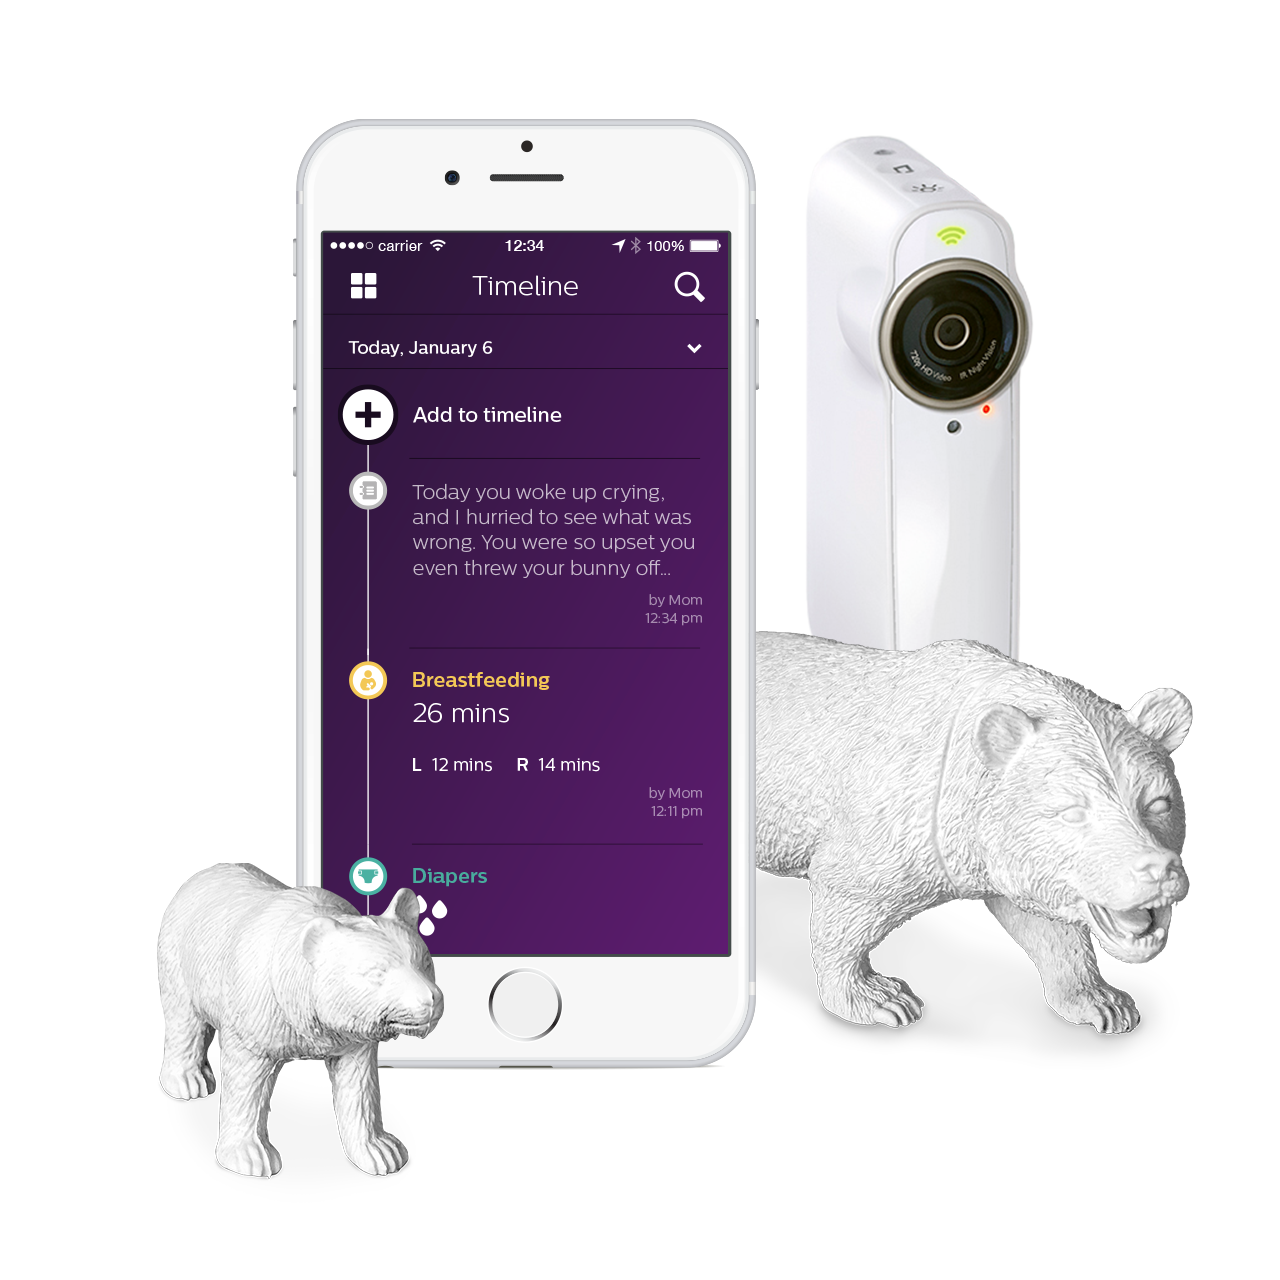 carrier 12:34 100%
Timeline
Today, January 6
Add to timeline
Today you woke up crying,
and I hurried to see what was
wrong. You were so upset you
even threw your bunny off...
by Mom
12:34 pm
Breastfeeding
26 mins
L 12 mins R 14 mins
by Mom
12:11 pm
Diapers
720p HD Video IR Night Vision